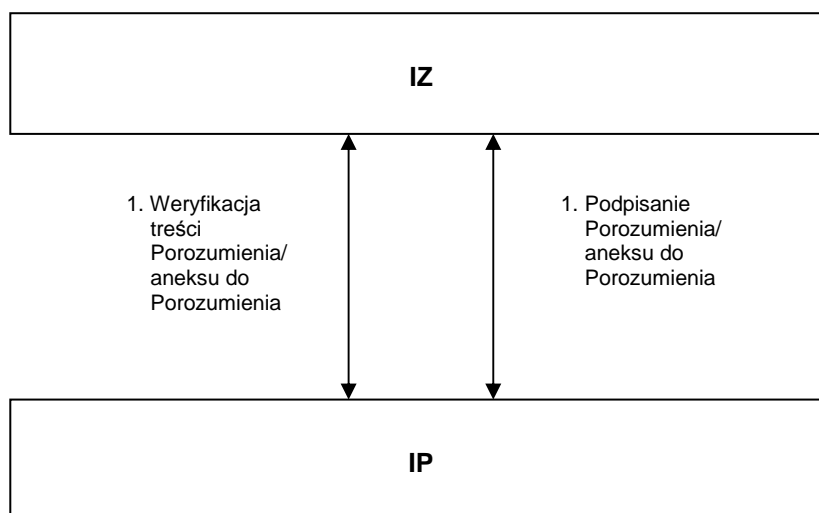 IZ
1. Weryfikacja
treści
Porozumienia/
aneksu do
Porozumienia
1. Podpisanie
Porozumienia/
aneksu do
Porozumienia
IP